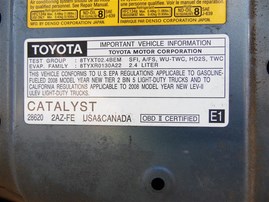 TOYOTA
IMPORTANT VEHICLE INFORMATION
TOYOTA MOTOR CORPORATION
TEST GROUP : 8TYXT02.4BEM SFI, A/FS, WU-TWC, HO2S, TWC
EVAP. FAMILY : 8TYXR0130A22 2.4 LITER
THIS VEHICLE CONFORMS TO U.S. EPA REGULATIONS APPLICABLE TO GASOLINE-
FUELED 2008 MODEL YEAR NEW TIER 2 BIN 5 LIGHT-DUTY TRUCKS AND CALIFORNIA
REGULATIONS APPLICABLE TO 2008 MODEL YEAR NEW LEV-II
ULEV LIGHT-DUTY TRUCKS.
CATALYST
28620 2AZ-FE USA&CANADA OBD II CERTIFIED E1